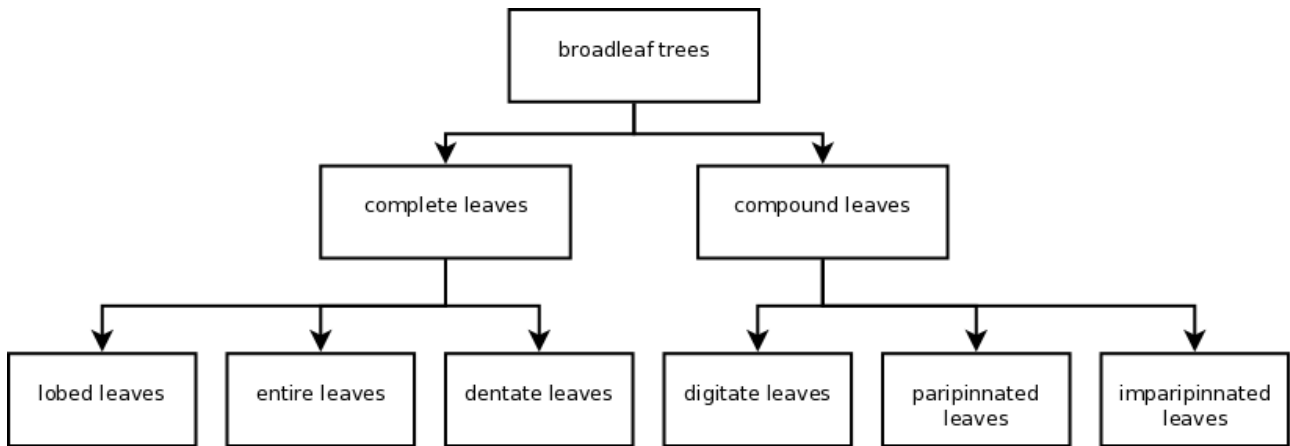 broadleaf trees
complete leaves
compound leaves
lobed leaves
entire leaves
dentate leaves
digitate leaves
paripinnated
leaves
imparipinnated
leaves